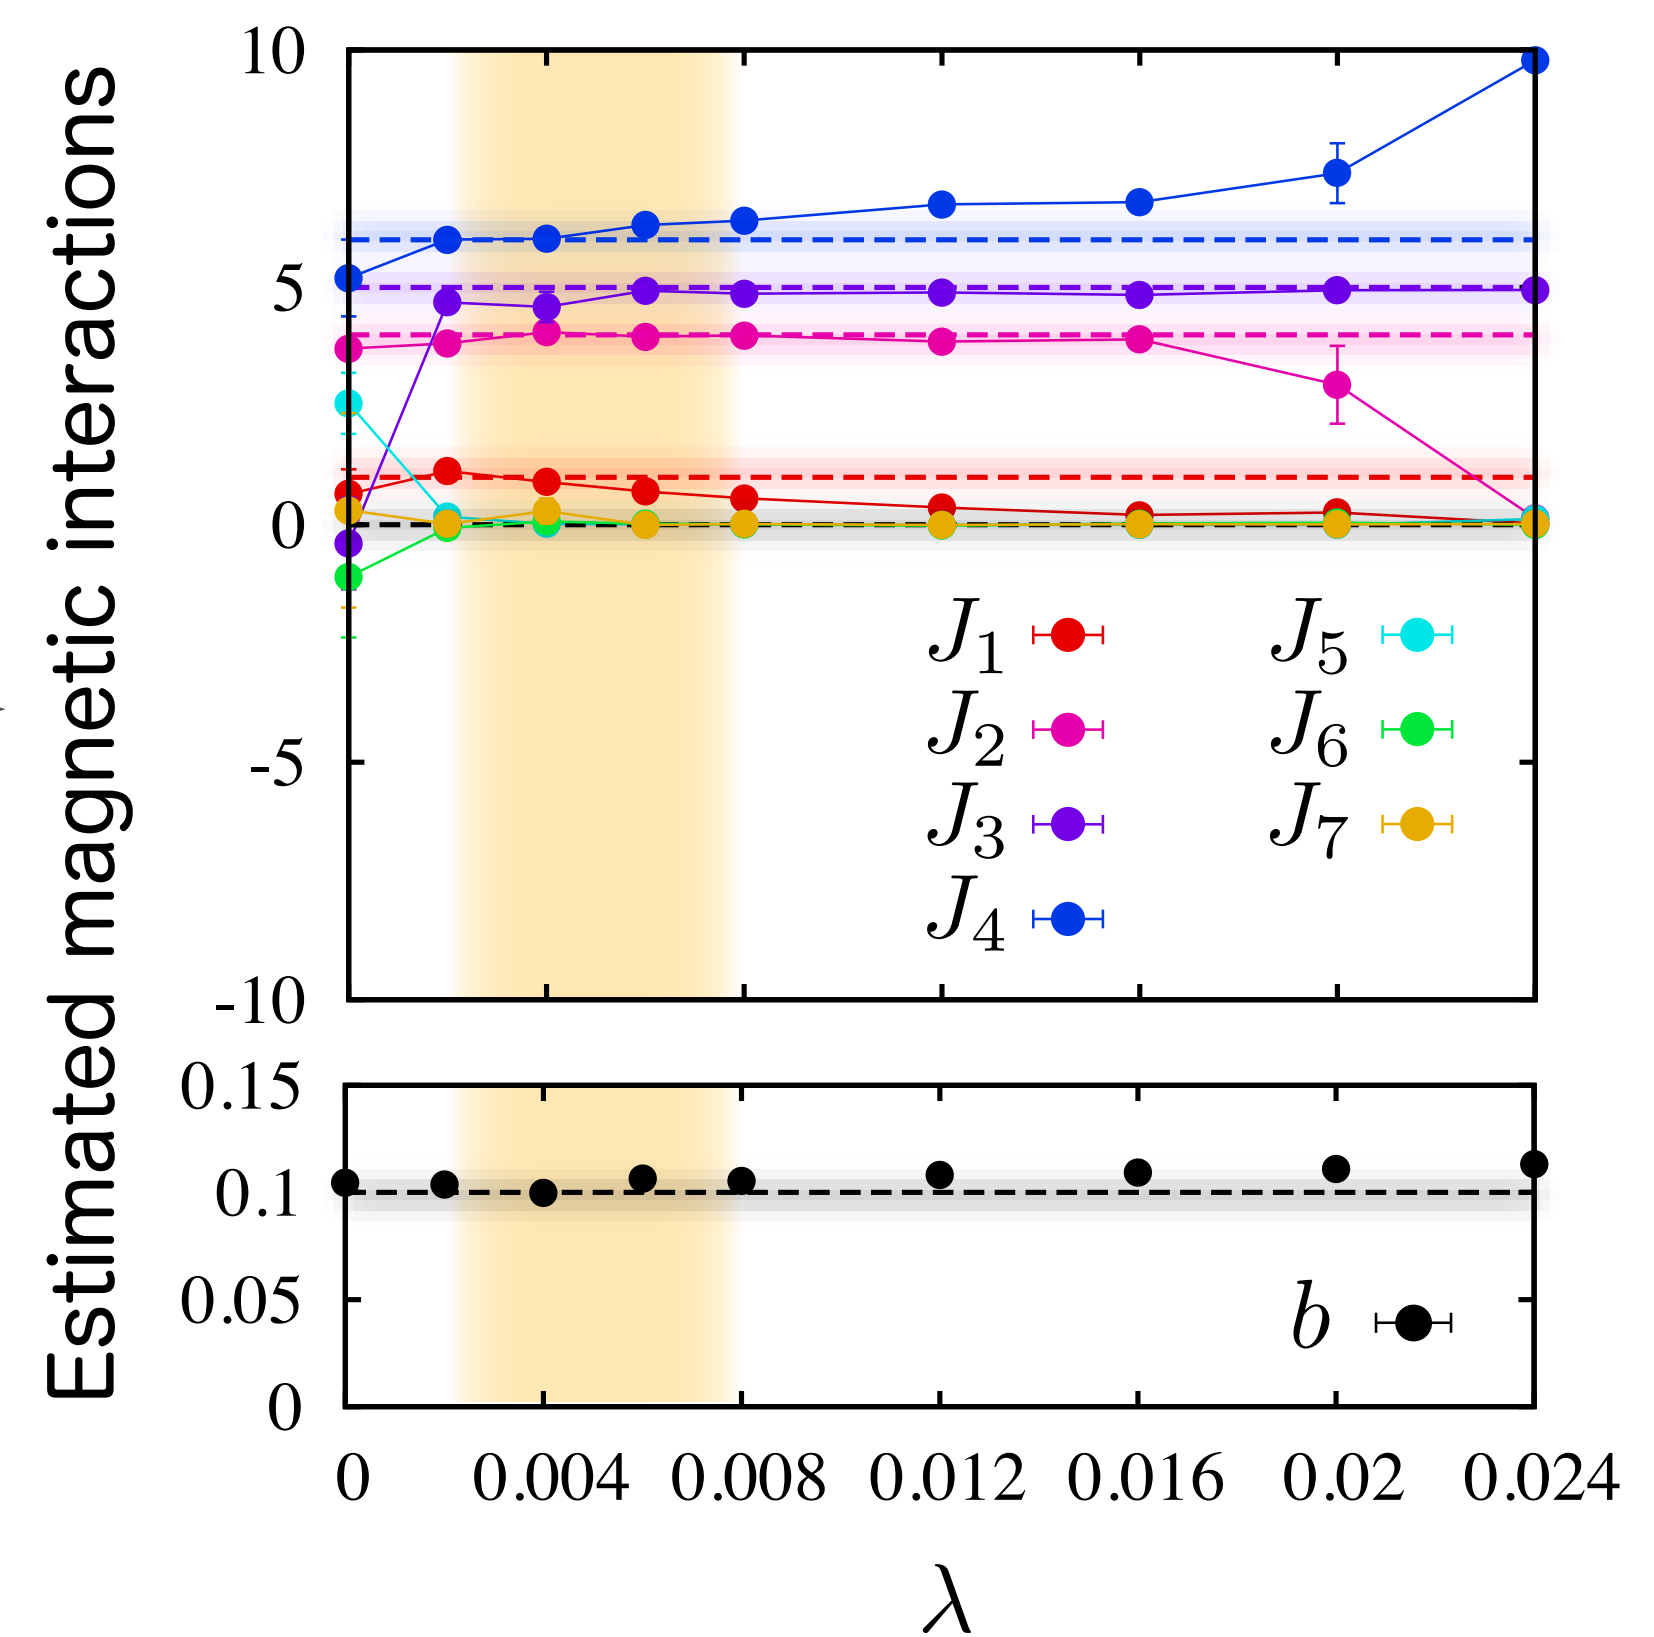 Estimated magnetic interactions
10
5
0
-5
-10
J₁
J₂
J₃
J₄
J₅
J₆
J₇
0.15
0.1
0.05
0
b
0 0.004 0.008 0.012 0.016 0.02 0.024
λ